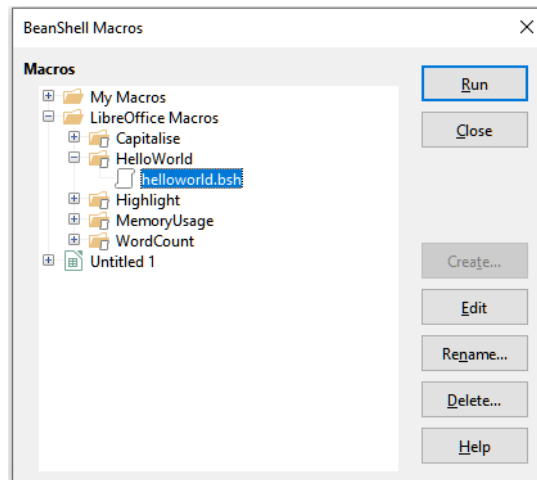 BeanShell Macros
Macros
My Macros
LibreOffice Macros
Capitalise
HelloWorld
helloworld.bsh
Highlight
MemoryUsage
WordCount
Untitled 1
Run
Close
Create...
Edit
Rename...
Delete...
Help